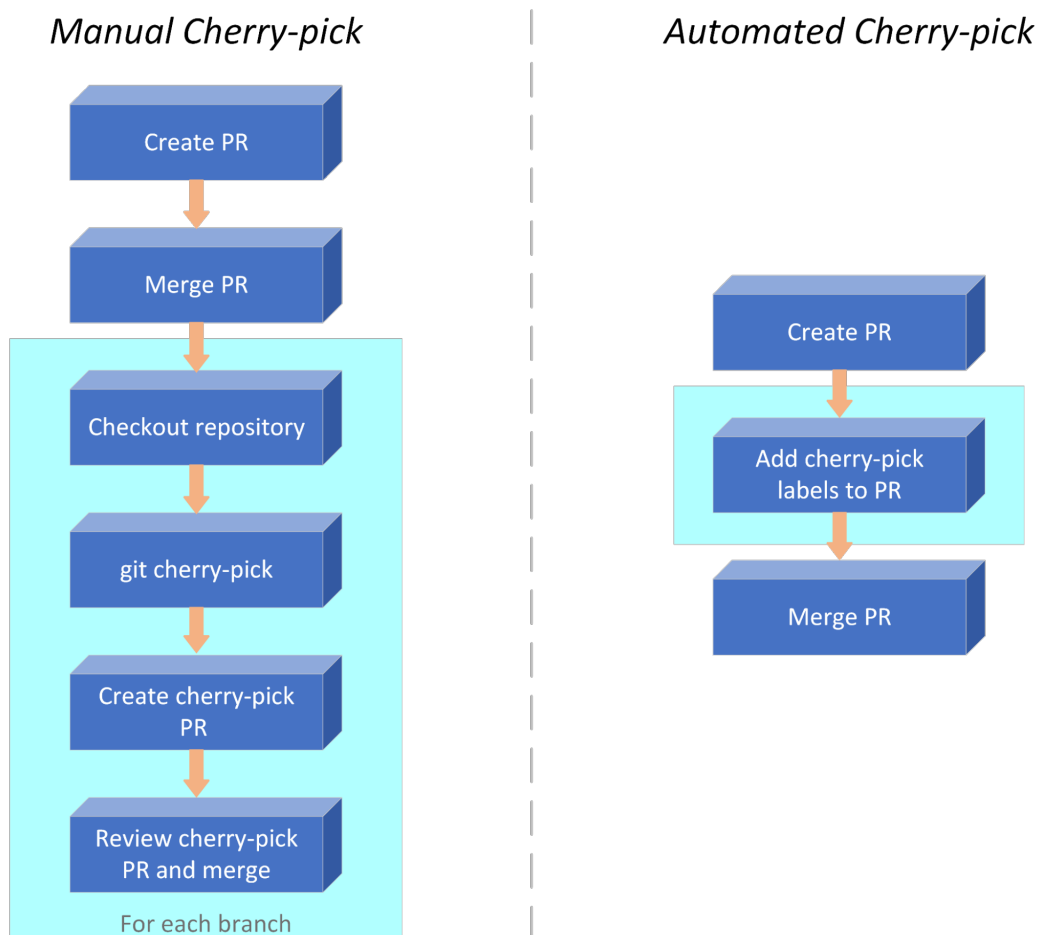 Manual Cherry-pick
Create PR
Merge PR
Checkout repository
git cherry-pick
Create cherry-pick
PR
Review cherry-pick
PR and merge
For each branch
Automated Cherry-pick
Create PR
Add cherry-pick
labels to PR
Merge PR